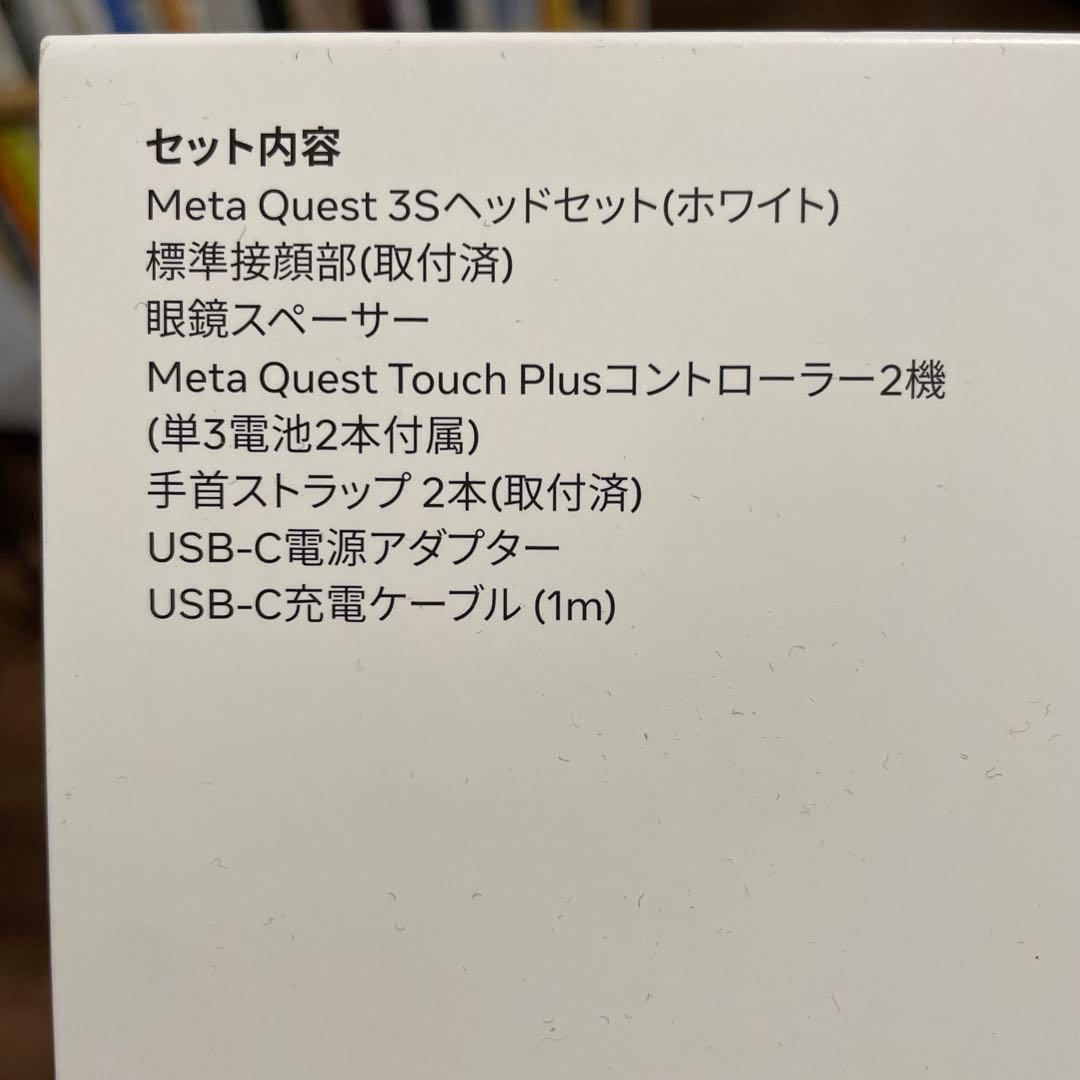 セット内容
Meta Quest 3Sヘッドセット(ホワイト)
標準接顔部(取付済)
眼鏡スペーサー
Meta Quest Touch Plusコントローラー2機
(単3電池2本付属)
手首ストラップ 2本(取付済)
USB-C電源アダプター
USB-C充電ケーブル (1m)